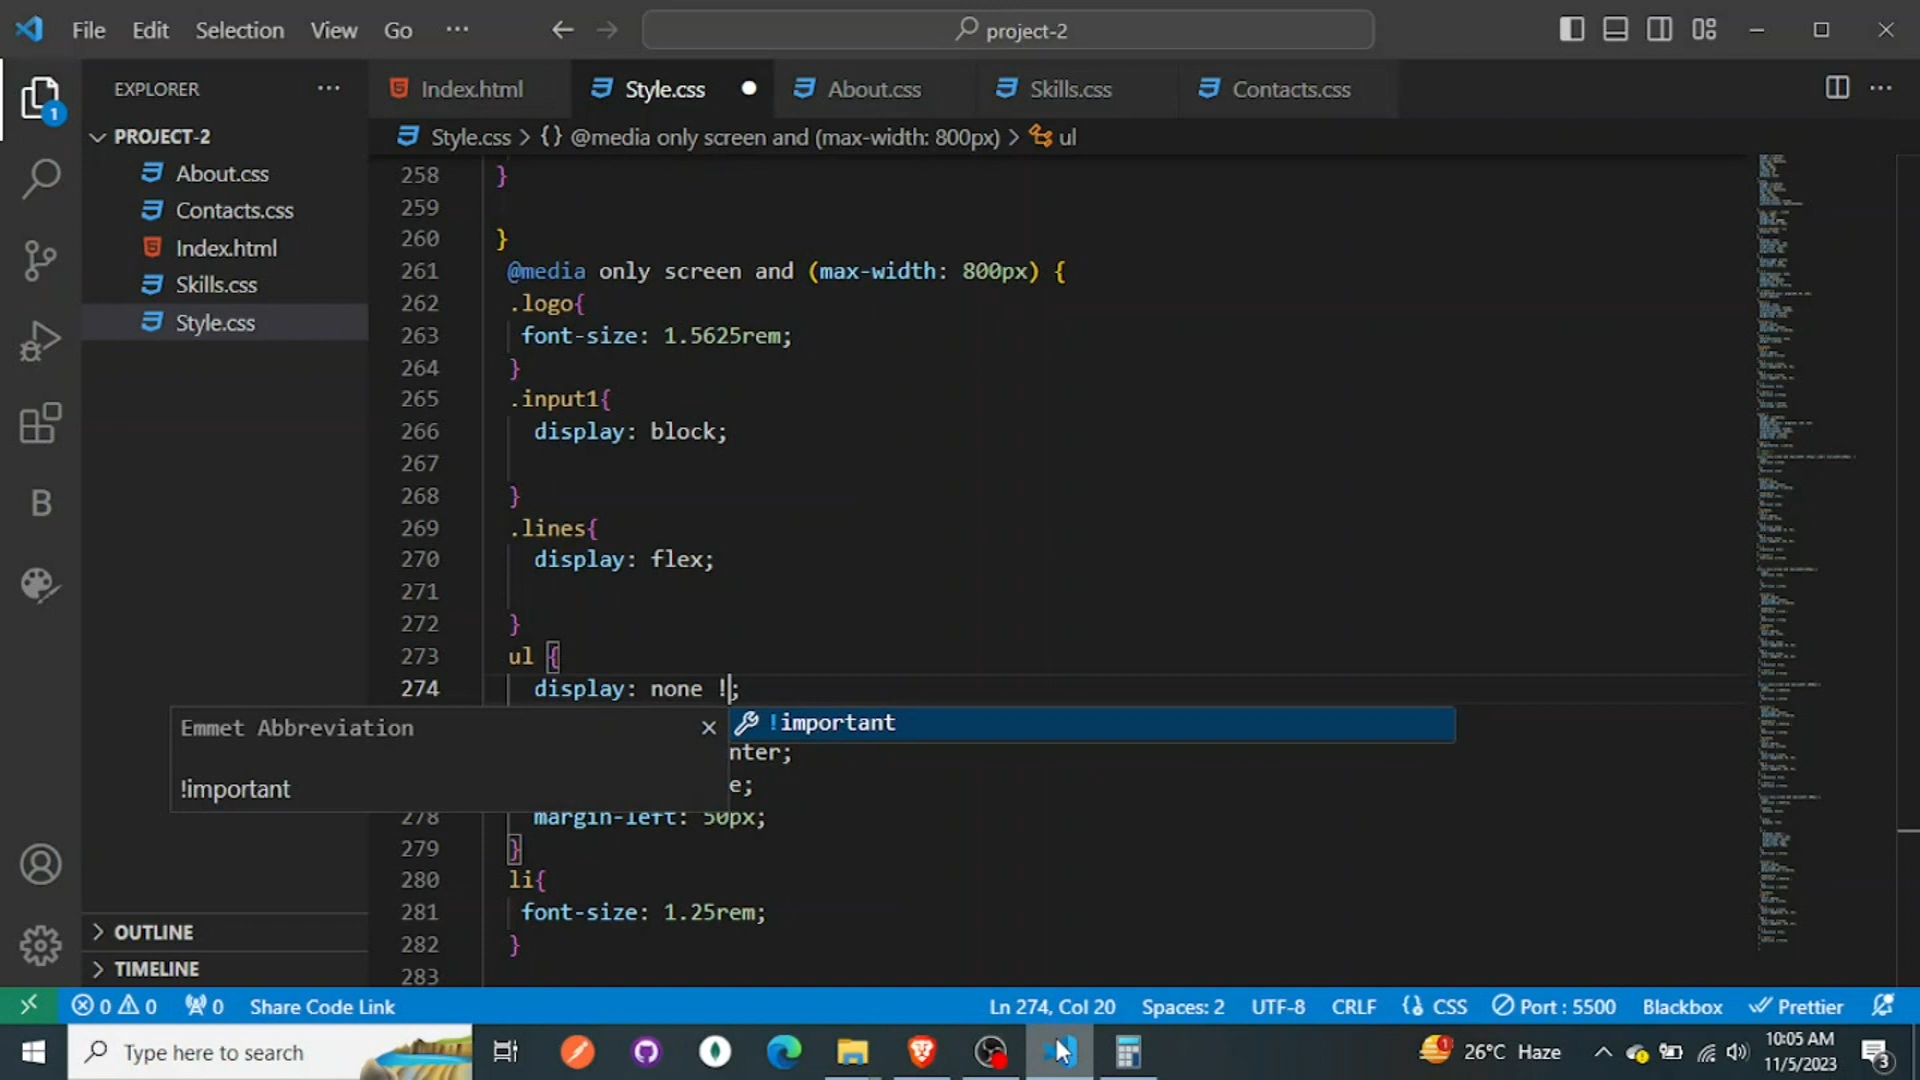 File Edit Selection View Go ··· project-2
EXPLORER ···
PROJECT-2
About.css
Contacts.css
Index.html
Skills.css
Style.css
OUTLINE
TIMELINE
Index.html Style.css About.css Skills.css Contacts.css
Style.css > {} @media only screen and (max-width: 800px) > ul
258 }
259
260 }
261 @media only screen and (max-width: 800px) {
262 .logo{
263 font-size: 1.5625rem;
264 }
265 .input1{
266 display: block;
267
268 }
269 .lines{
270 display: flex;
271
272 }
273 ul {
274 display: none !;
Emmet Abbreviation
!important
!important
nter;
e;
278 margin-left: 50px;
279 }
280 li{
281 font-size: 1.25rem;
282 }
283
0 0 0 Share Code Link Ln 274, Col 20 Spaces: 2 UTF-8 CRLF {} CSS Port : 5500 Blackbox Prettier
Type here to search 26°C Haze 10:05 AM
11/5/2023
3
1
B